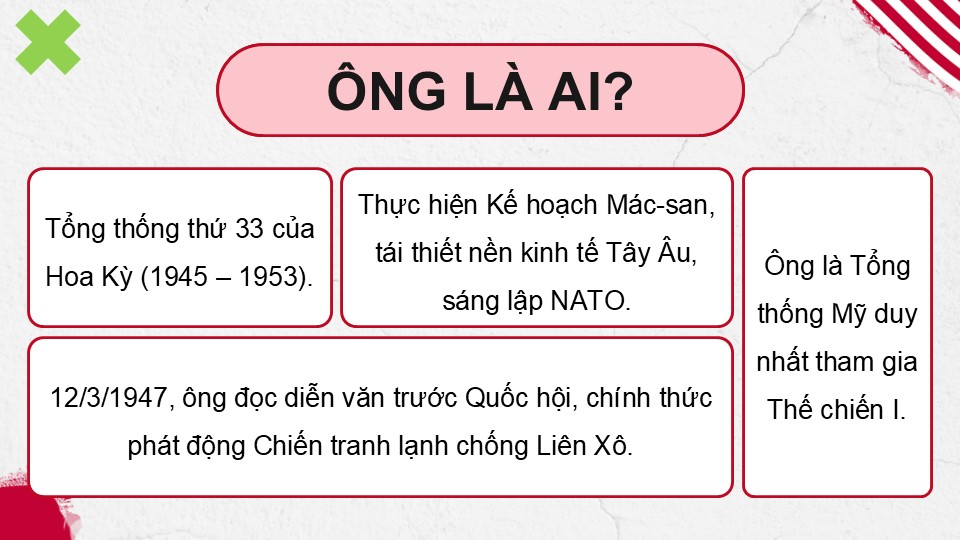 ÔNG LÀ AI?
Tổng thống thứ 33 của
Hoa Kỳ (1945 – 1953).
Thực hiện Kế hoạch Mác-san,
tái thiết nền kinh tế Tây Âu,
sáng lập NATO.
12/3/1947, ông đọc diễn văn trước Quốc hội, chính thức
phát động Chiến tranh lạnh chống Liên Xô.
Ông là Tổng
thống Mỹ duy
nhất tham gia
Thế chiến I.